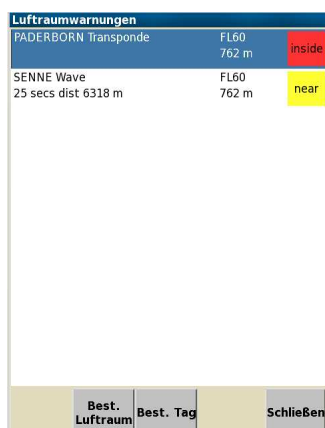 Luftraumwarnungen
PADERBORN Transponde FL60 inside
762 m
SENNE Wave FL60 near
25 secs dist 6318 m 762 m
Best. Luftraum Best. Tag Schließen